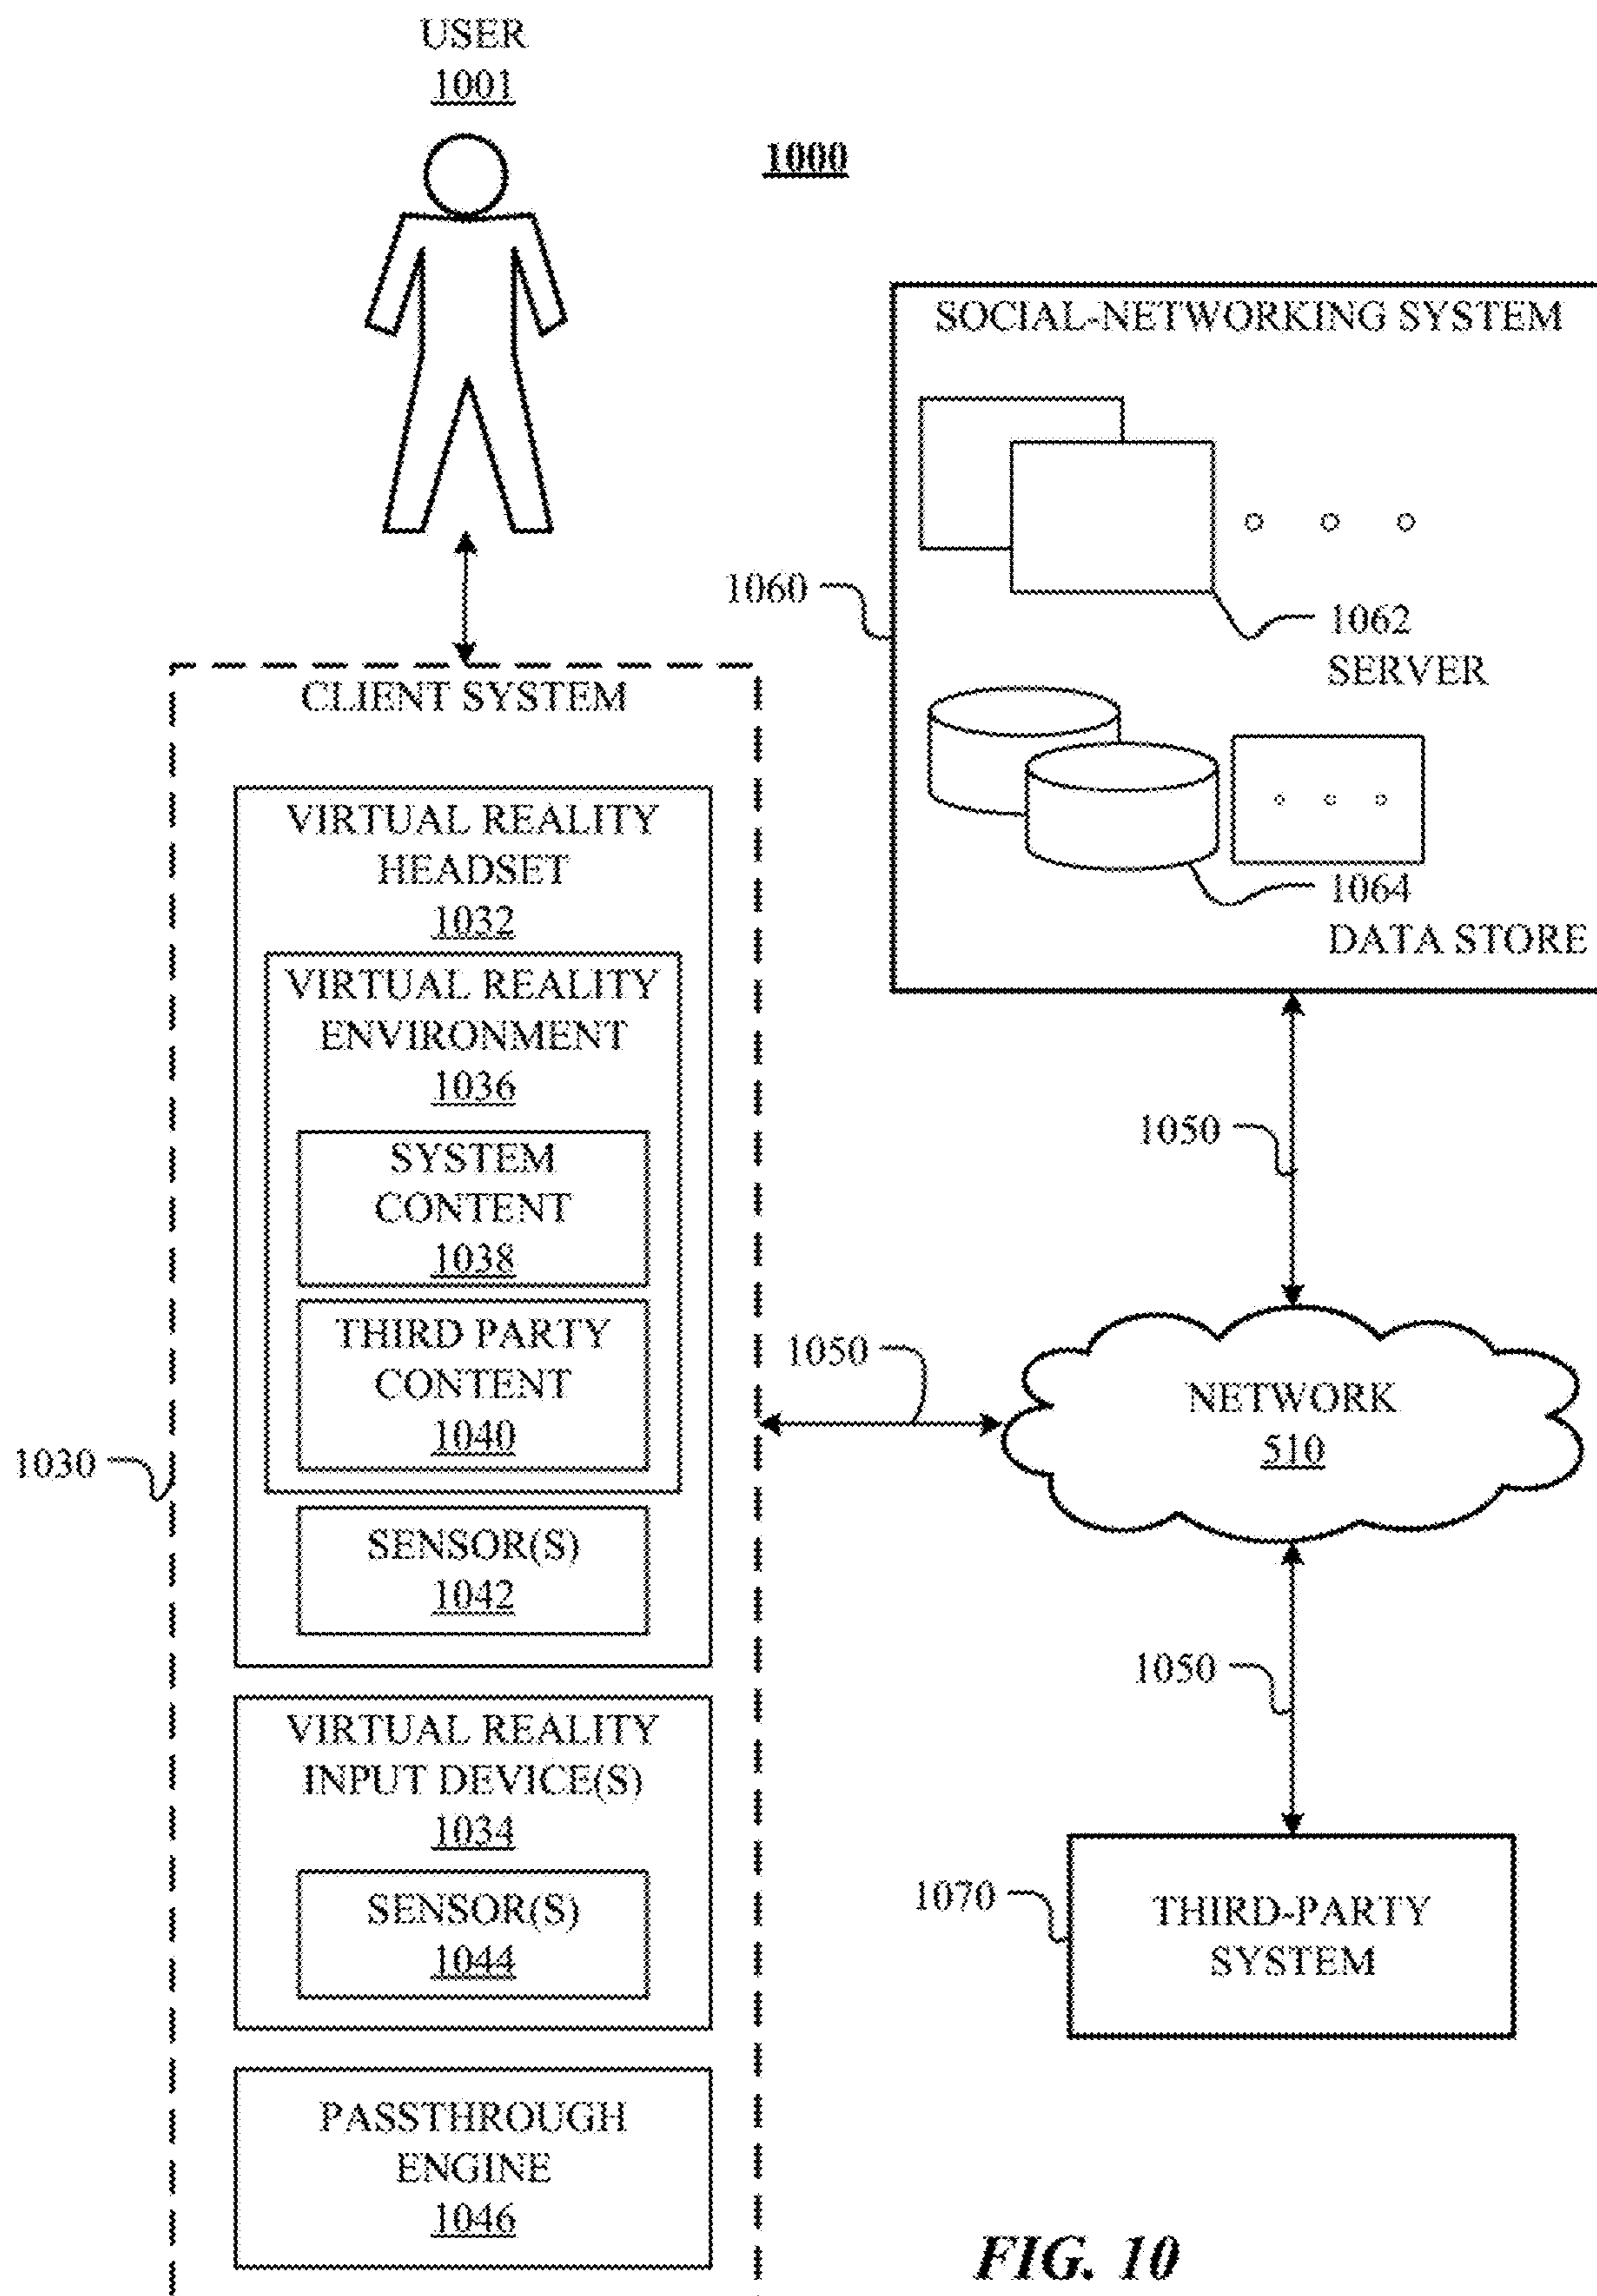 USER
1001
1000
SOCIAL-NETWORKING SYSTEM
1060
1062
SERVER
1064
DATA STORE
CLIENT SYSTEM
VIRTUAL REALITY
HEADSET
1032
VIRTUAL REALITY
ENVIRONMENT
1036
SYSTEM
CONTENT
1038
THIRD PARTY
CONTENT
1040
SENSOR(S)
1042
1030
VIRTUAL REALITY
INPUT DEVICE(S)
1034
SENSOR(S)
1044
PASSTHROUGH
ENGINE
1046
1050
1050
NETWORK
510
1050
1070
THIRD-PARTY
SYSTEM
FIG. 10